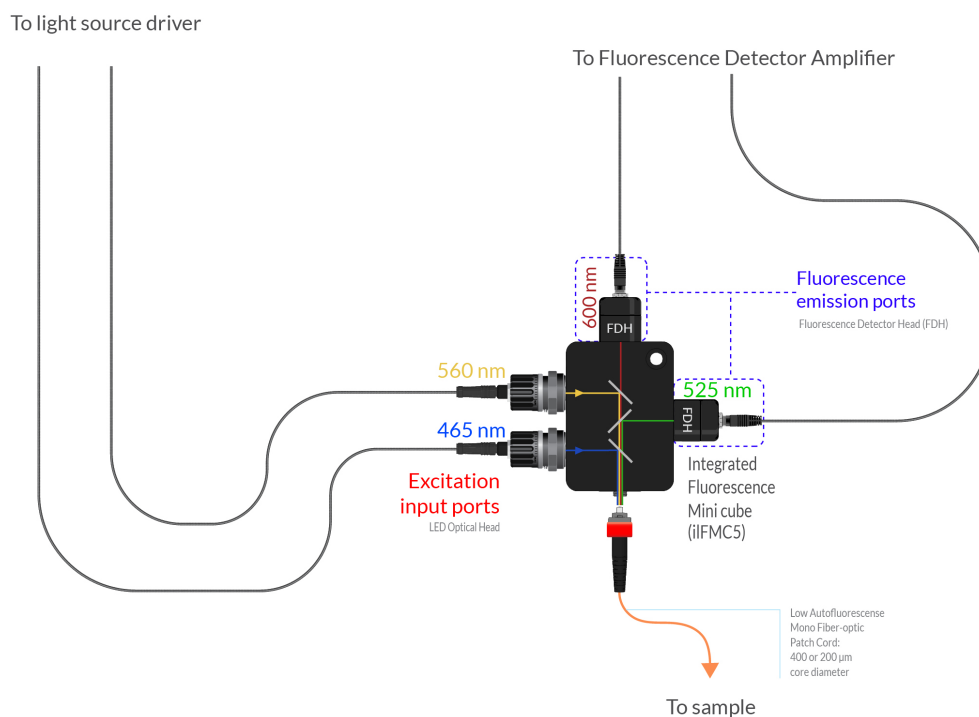 To light source driver
To Fluorescence Detector Amplifier
600 nm
FDH
Fluorescence
emission ports
Fluorescence Detector Head (FDH)
560 nm
525 nm
FDH
465 nm
Excitation
input ports
LED Optical Head
Integrated
Fluorescence
Mini cube
(ilFMC5)
Low Autofluorescense
Mono Fiber-optic
Patch Cord:
400 or 200 µm
core diameter
To sample